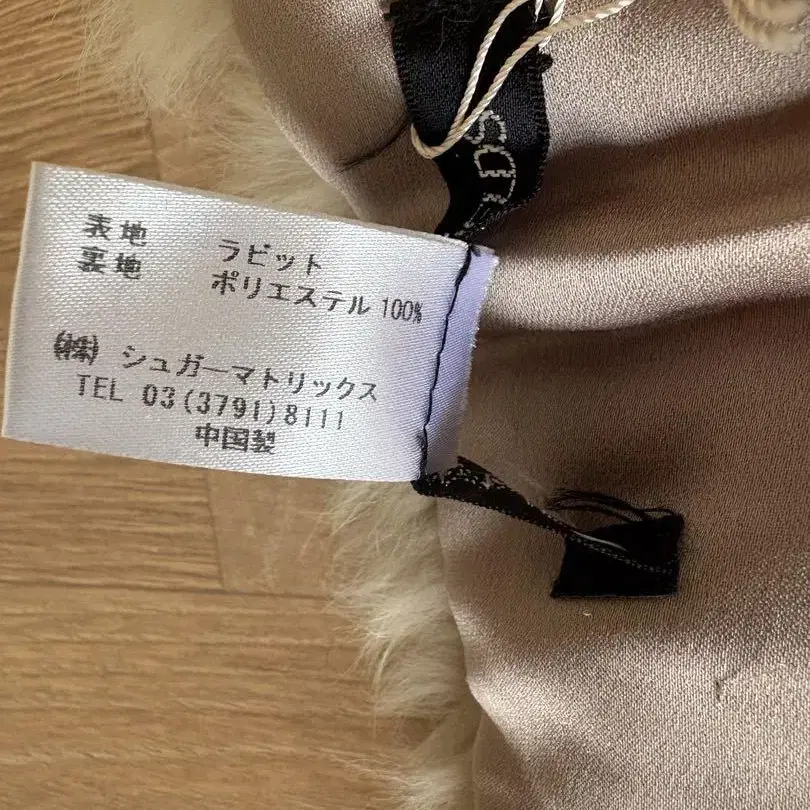 表地 ラビット
裏地 ポリエステル 100%
(株) シュガーマトリックス
TEL 03(3791)8111
中国製